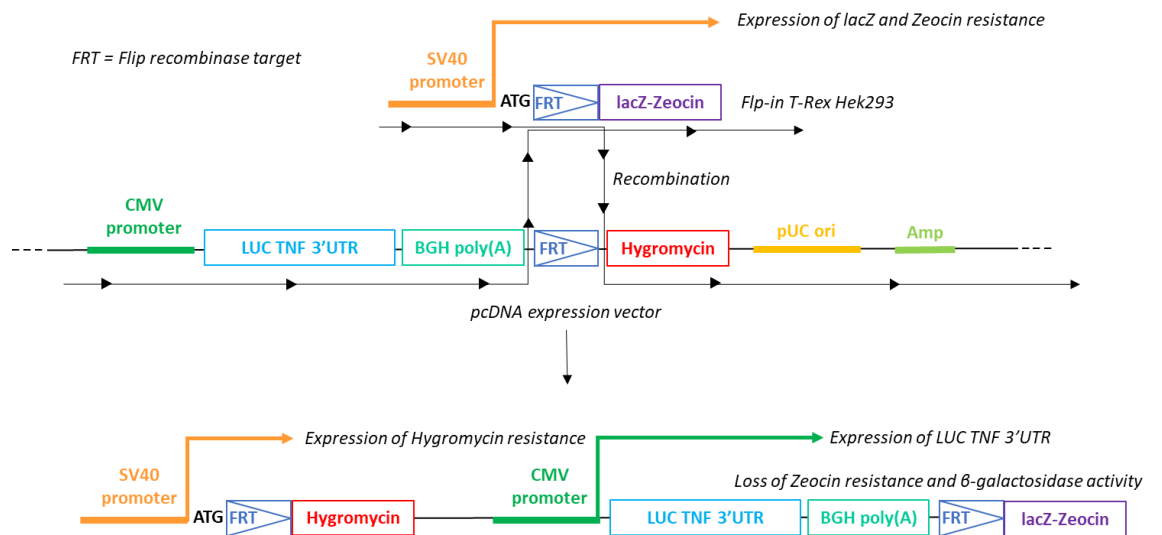 Expression of lacZ and Zeocin resistance
FRT = Flip recombinase target
SV40
promoter
ATG
FRT
lacZ-Zeocin
Flp-in T-Rex Hek293
Recombination
CMV
promoter
LUC TNF 3’UTR
BGH poly(A)
FRT
Hygromycin
pUC ori
Amp
pcDNA expression vector
Expression of Hygromycin resistance
Expression of LUC TNF 3’UTR
SV40
promoter
CMV
promoter
Loss of Zeocin resistance and β-galactosidase activity
ATG
FRT
Hygromycin
LUC TNF 3’UTR
BGH poly(A)
FRT
lacZ-Zeocin